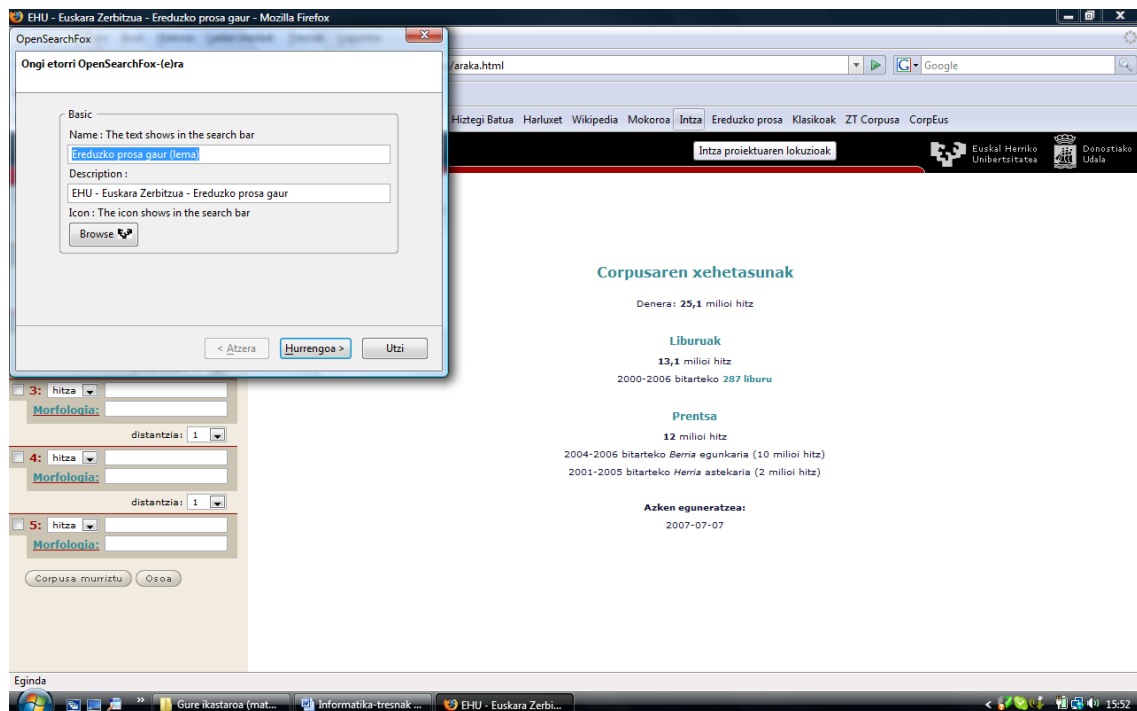 EHU - Euskara Zerbitzua - Ereduzko prosa gaur - Mozilla Firefox
OpenSearchFox
Ongi etorri OpenSearchFox-(e)ra
Basic
Name : The text shows in the search bar
Ereduzko prosa gaur (lema)
Description :
EHU - Euskara Zerbitzua - Ereduzko prosa gaur
Icon : The icon shows in the search bar
Browse
< Atzera
Hurrengoa >
Utzi
/araka.html
Google
Hiztegi Batua Harluxet Wikipedia Mokoroa Intza Ereduzko prosa Klasikoak ZT Corpusa CorpEus
Intza proiektuaren lokuzioak
Euskal Herriko
Unibertsitatea
Donostiako
Udala
3: hitza
Morfologia:
distantzia: 1
4: hitza
Morfologia:
distantzia: 1
5: hitza
Morfologia:
Corpusa murriztu
Osoa
Corpusaren xehetasunak
Denera: 25,1 milioi hitz
Liburuak
13,1 milioi hitz
2000-2006 bitarteko 287 liburu
Prentsa
12 milioi hitz
2004-2006 bitarteko Berria egunkaria (10 milioi hitz)
2001-2005 bitarteko Herria astekaria (2 milioi hitz)
Azken eguneratzea:
2007-07-07
Eginda
Gure ikastaroa (mat...
Informatika-tresnak ...
EHU - Euskara Zerbi...
15:52